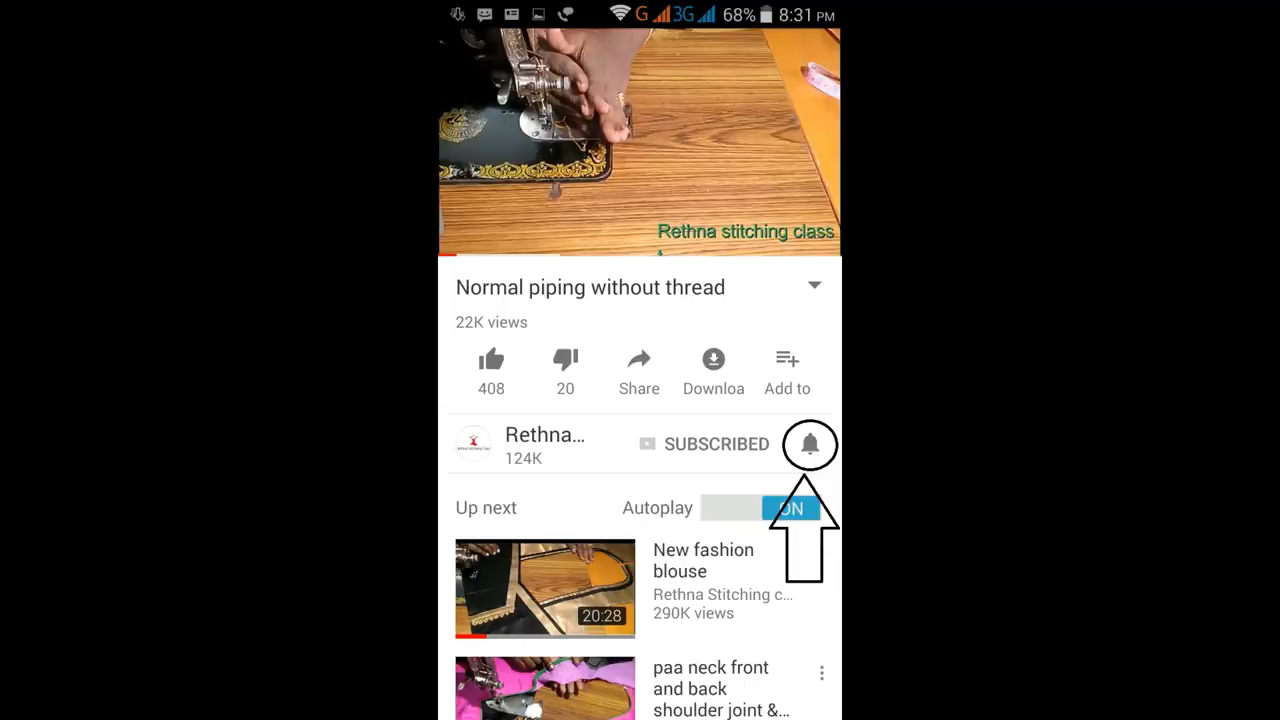 G 3G 68% 8:31 PM
Rethna stitching class
Normal piping without thread
22K views
408 20 Share Downloa Add to
Rethna... SUBSCRIBED
124K
Up next Autoplay ON
New fashion
blouse
Rethna Stitching c...
290K views
20:28
paa neck front
and back
shoulder joint &...